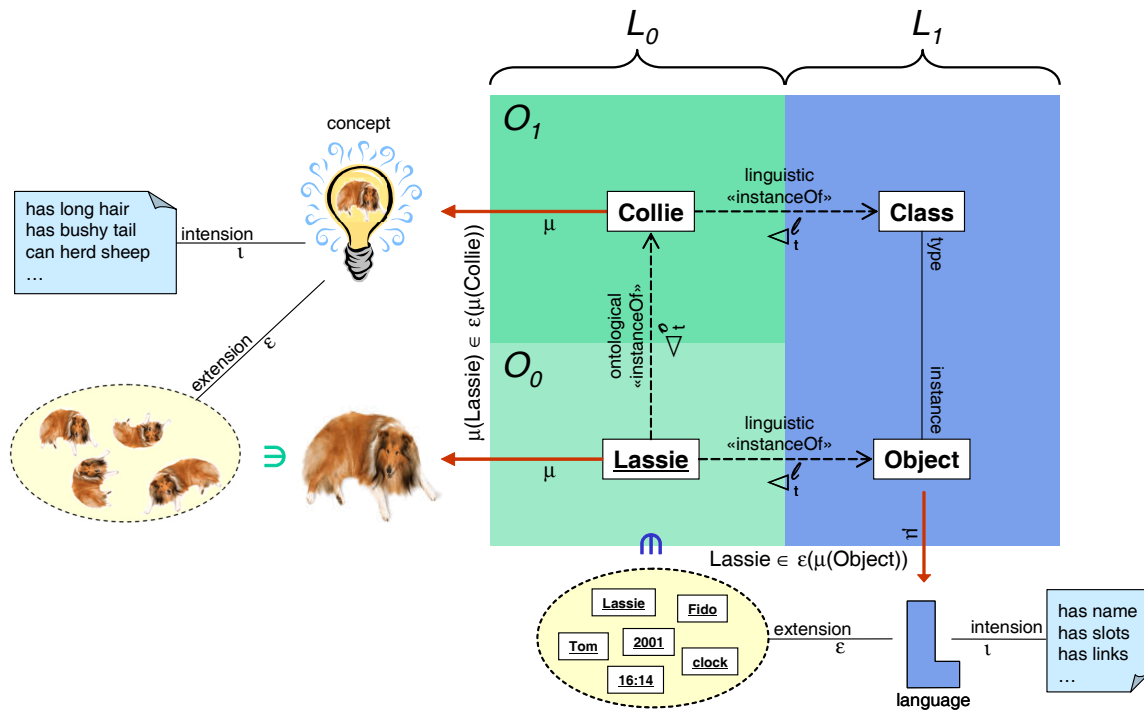 L0
L1
concept
O1
linguistic
«instanceOf»
has long hair
has bushy tail
can herd sheep
…
intension
ι
μ
Collie
Class
ℓ
t
type
μ(Lassie) ∈ ε(μ(Collie))
ontological
«instanceOf»
o
t
extension
ε
O0
instance
linguistic
«instanceOf»
∋
μ
Lassie
Object
ℓ
t
∈
μ
Lassie ∈ ε(μ(Object))
Lassie
Fido
Tom
2001
clock
16:14
extension
ε
intension
ι
has name
has slots
has links
…
language